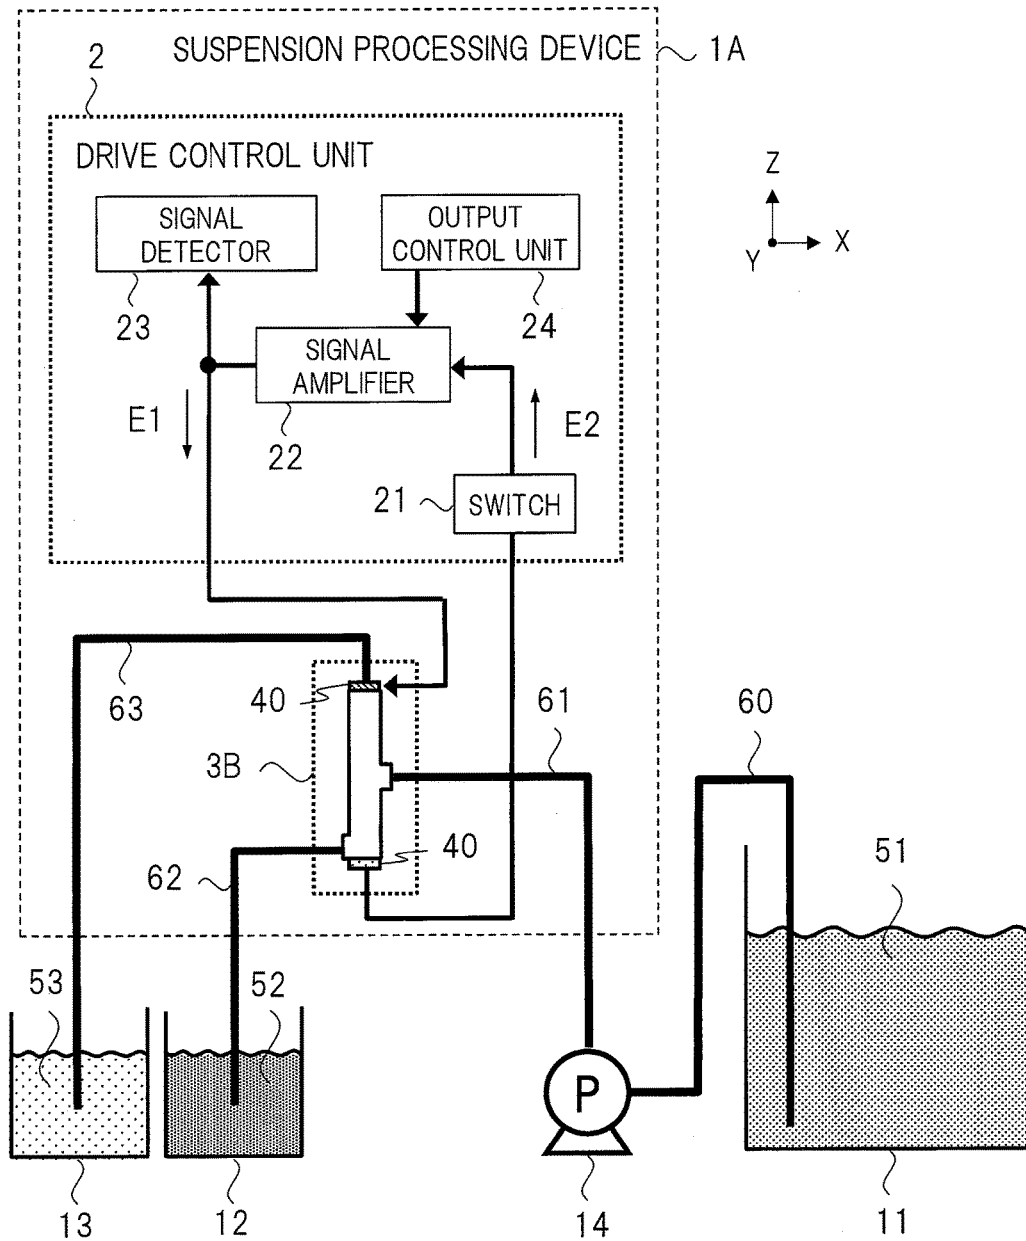 SUSPENSION PROCESSING DEVICE
1A
2
DRIVE CONTROL UNIT
SIGNAL
DETECTOR
OUTPUT
CONTROL UNIT
Z
X
Y
23
24
SIGNAL
AMPLIFIER
E1
E2
22
21
SWITCH
40
63
61
60
3B
40
62
51
53
52
P
13
12
14
11